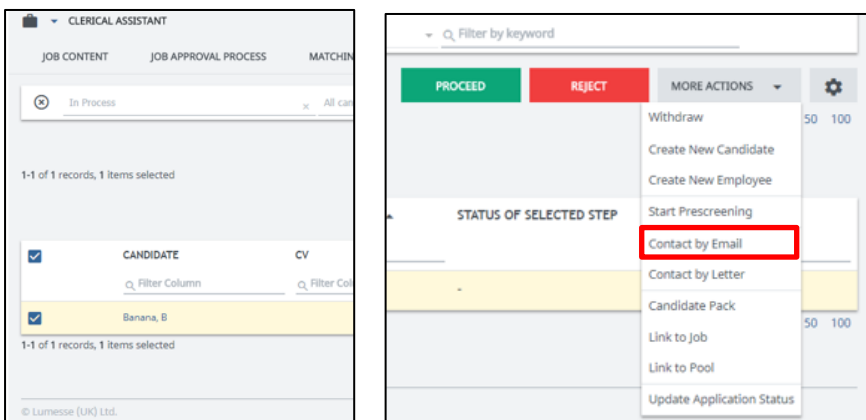 CLERICAL ASSISTANT
JOB CONTENT JOB APPROVAL PROCESS MATCHIN
In Process × All can
1-1 of 1 records, 1 items selected
CANDIDATE CV
Filter Column Filter Col
Banana, B
1-1 of 1 records, 1 items selected
© Lumesse (UK) Ltd.
Filter by keyword
PROCEED REJECT MORE ACTIONS
Withdraw 50 100
Create New Candidate
Create New Employee
STATUS OF SELECTED STEP Start Prescreening
Contact by Email
Contact by Letter
-
Candidate Pack
50 100
Link to Job
Link to Pool
Update Application Status